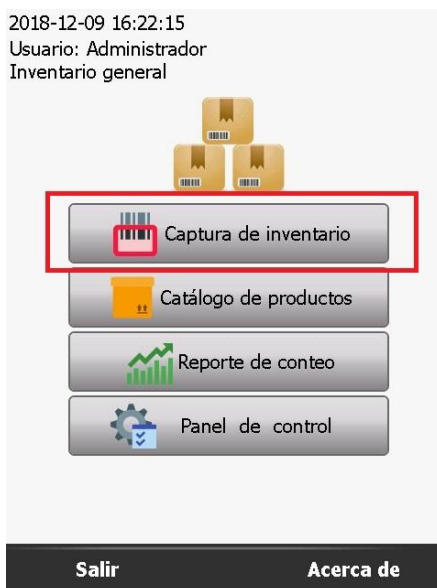 2018-12-09 16:22:15
Usuario: Administrador
Inventario general
Captura de inventario
Catálogo de productos
Reporte de conteo
Panel de control
Salir
Acerca de